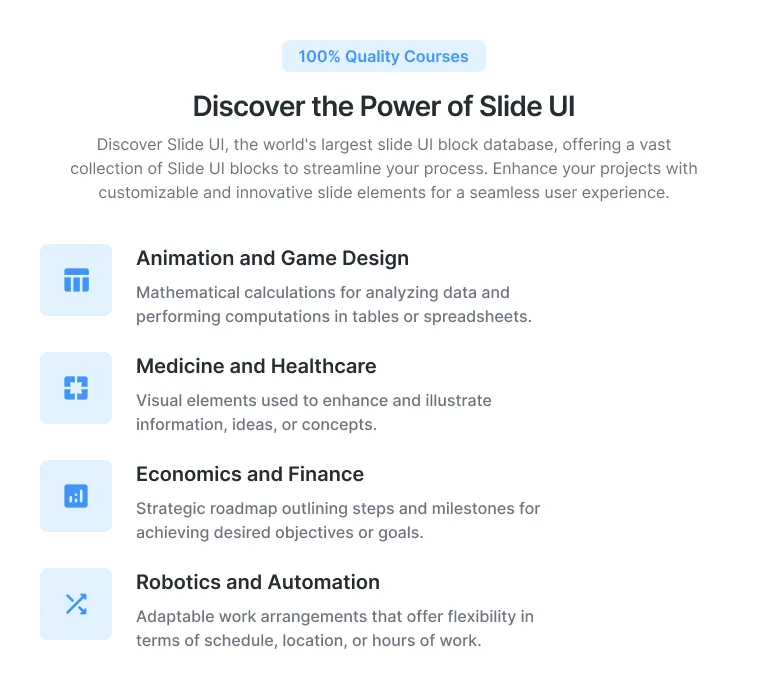 100% Quality Courses
Discover the Power of Slide UI
Discover Slide UI, the world's largest slide UI block database, offering a vast
collection of Slide UI blocks to streamline your process. Enhance your projects with
customizable and innovative slide elements for a seamless user experience.
Animation and Game Design
Mathematical calculations for analyzing data and
performing computations in tables or spreadsheets.
Medicine and Healthcare
Visual elements used to enhance and illustrate
information, ideas, or concepts.
Economics and Finance
Strategic roadmap outlining steps and milestones for
achieving desired objectives or goals.
Robotics and Automation
Adaptable work arrangements that offer flexibility in
terms of schedule, location, or hours of work.